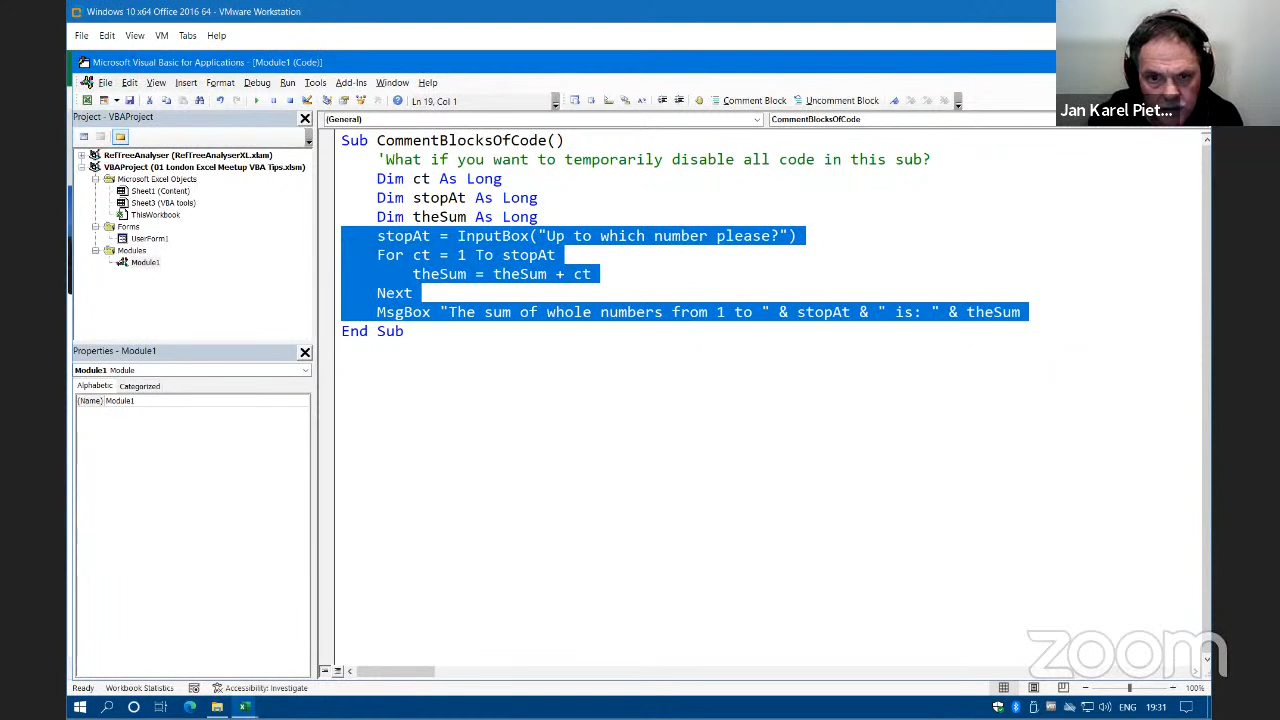 Windows 10 x64 Office 2016 64 - VMware Workstation
File Edit View VM Tabs Help
Microsoft Visual Basic for Applications - [Module1 (Code)]
File Edit View Insert Format Debug Run Tools Add-Ins Window Help
Ln 19, Col 1
Comment Block
Uncomment Block
Jan Karel Piet...
Project - VBAProject
RefTreeAnalyser (RefTreeAnalyserXL.xlam)
VBAProject (01 London Excel Meetup VBA Tips.xlsm)
Microsoft Excel Objects
Sheet1 (Content)
Sheet3 (VBA tools)
ThisWorkbook
Forms
UserForm1
Modules
Module1
Properties - Module1
Module1 Module
Alphabetic Categorized
(Name) Module1
(General)
CommentBlocksOfCode
Sub CommentBlocksOfCode()
'What if you want to temporarily disable all code in this sub?
Dim ct As Long
Dim stopAt As Long
Dim theSum As Long
stopAt = InputBox("Up to which number please?")
For ct = 1 To stopAt
theSum = theSum + ct
Next
MsgBox "The sum of whole numbers from 1 to " & stopAt & " is: " & theSum
End Sub
zoom
Ready Workbook Statistics Accessibility: Investigate
100%
ENG 19:31